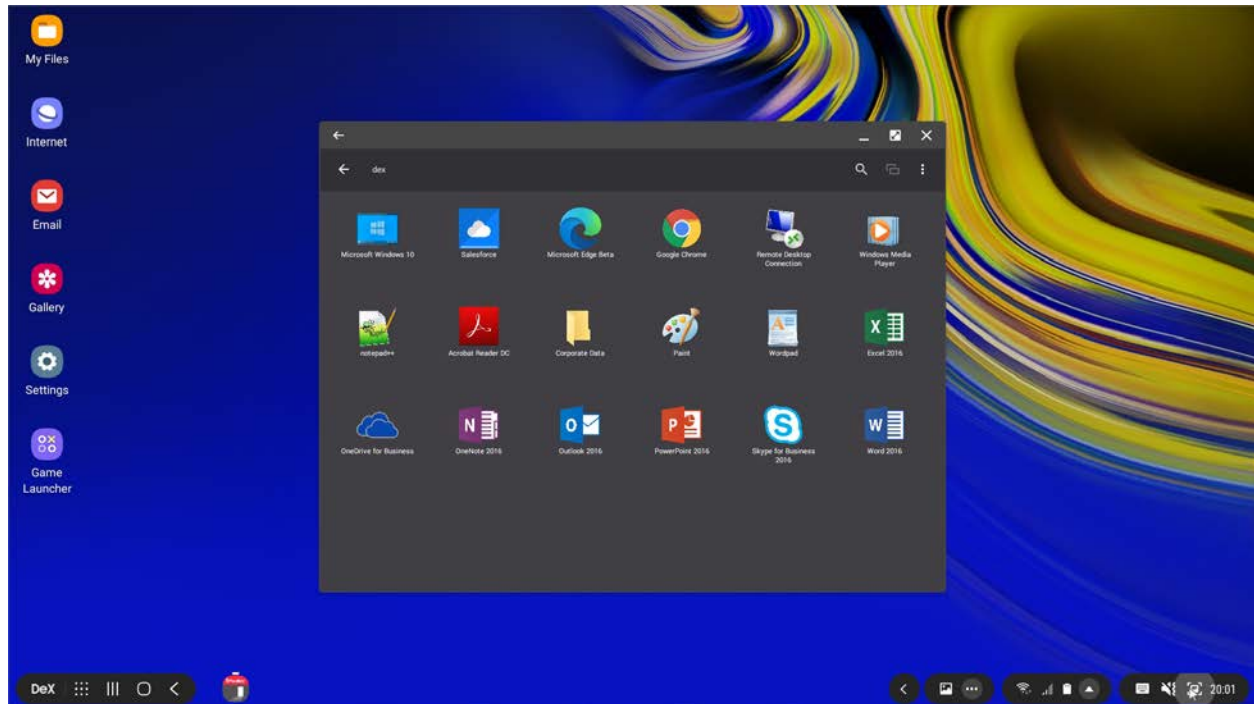 My Files
Internet
Email
Gallery
Settings
Game
Launcher
dex
Microsoft Windows 10
Salesforce
Microsoft Edge Beta
Google Chrome
Remote Desktop
Connection
Windows Media
Player
notepad++
Acrobat Reader DC
Corporate Data
Paint
Wordpad
Excel 2016
OneDrive for Business
OneNote 2016
Outlook 2016
PowerPoint 2016
Skype for Business
2016
Word 2016
DeX
20:01